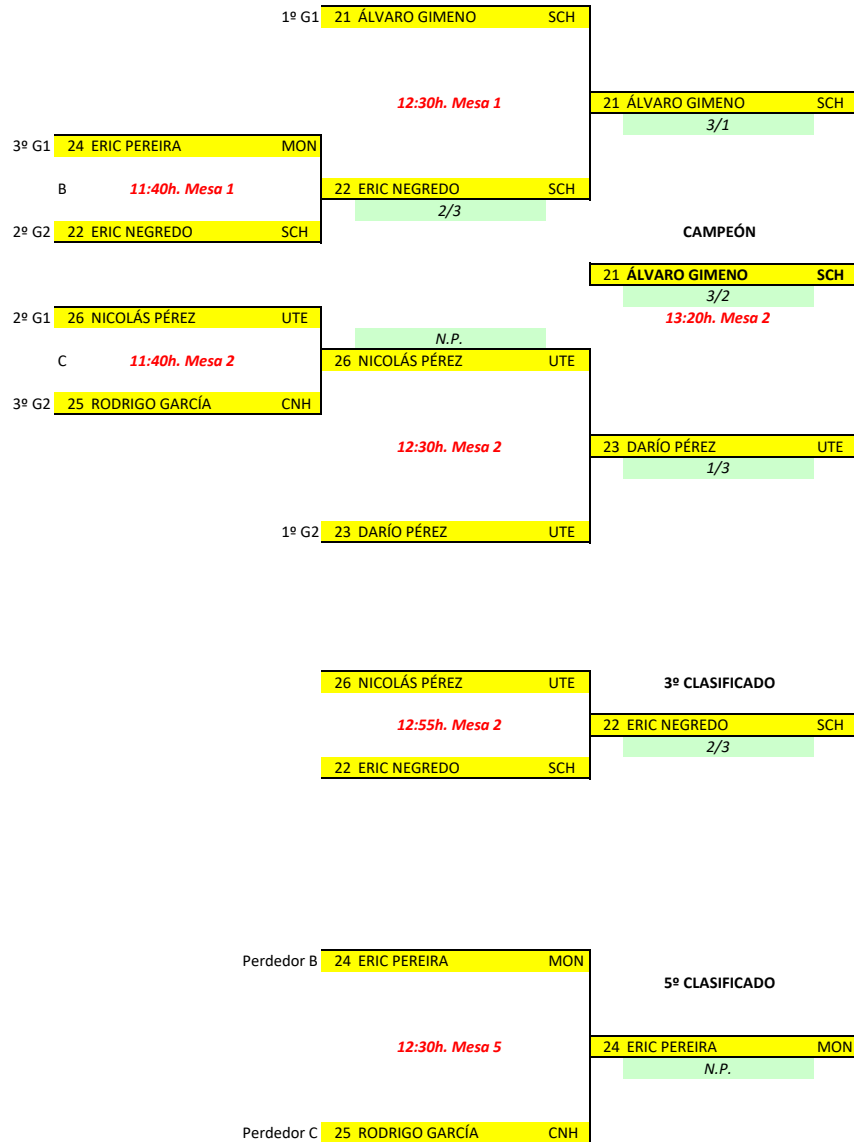 1º G1 21 ÁLVARO GIMENO SCH
12:30h. Mesa 1
21 ÁLVARO GIMENO SCH
3/1
3º G1 24 ERIC PEREIRA MON
B 11:40h. Mesa 1
22 ERIC NEGREDO SCH
2/3
2º G2 22 ERIC NEGREDO SCH
CAMPEÓN
21 ÁLVARO GIMENO SCH
3/2
13:20h. Mesa 2
2º G1 26 NICOLÁS PÉREZ UTE
N.P.
C 11:40h. Mesa 2
26 NICOLÁS PÉREZ UTE
3º G2 25 RODRIGO GARCÍA CNH
12:30h. Mesa 2
23 DARÍO PÉREZ UTE
1/3
1º G2 23 DARÍO PÉREZ UTE
26 NICOLÁS PÉREZ UTE
3º CLASIFICADO
12:55h. Mesa 2
22 ERIC NEGREDO SCH
2/3
22 ERIC NEGREDO SCH
Perdedor B 24 ERIC PEREIRA MON
5º CLASIFICADO
12:30h. Mesa 5
24 ERIC PEREIRA MON
N.P.
Perdedor C 25 RODRIGO GARCÍA CNH